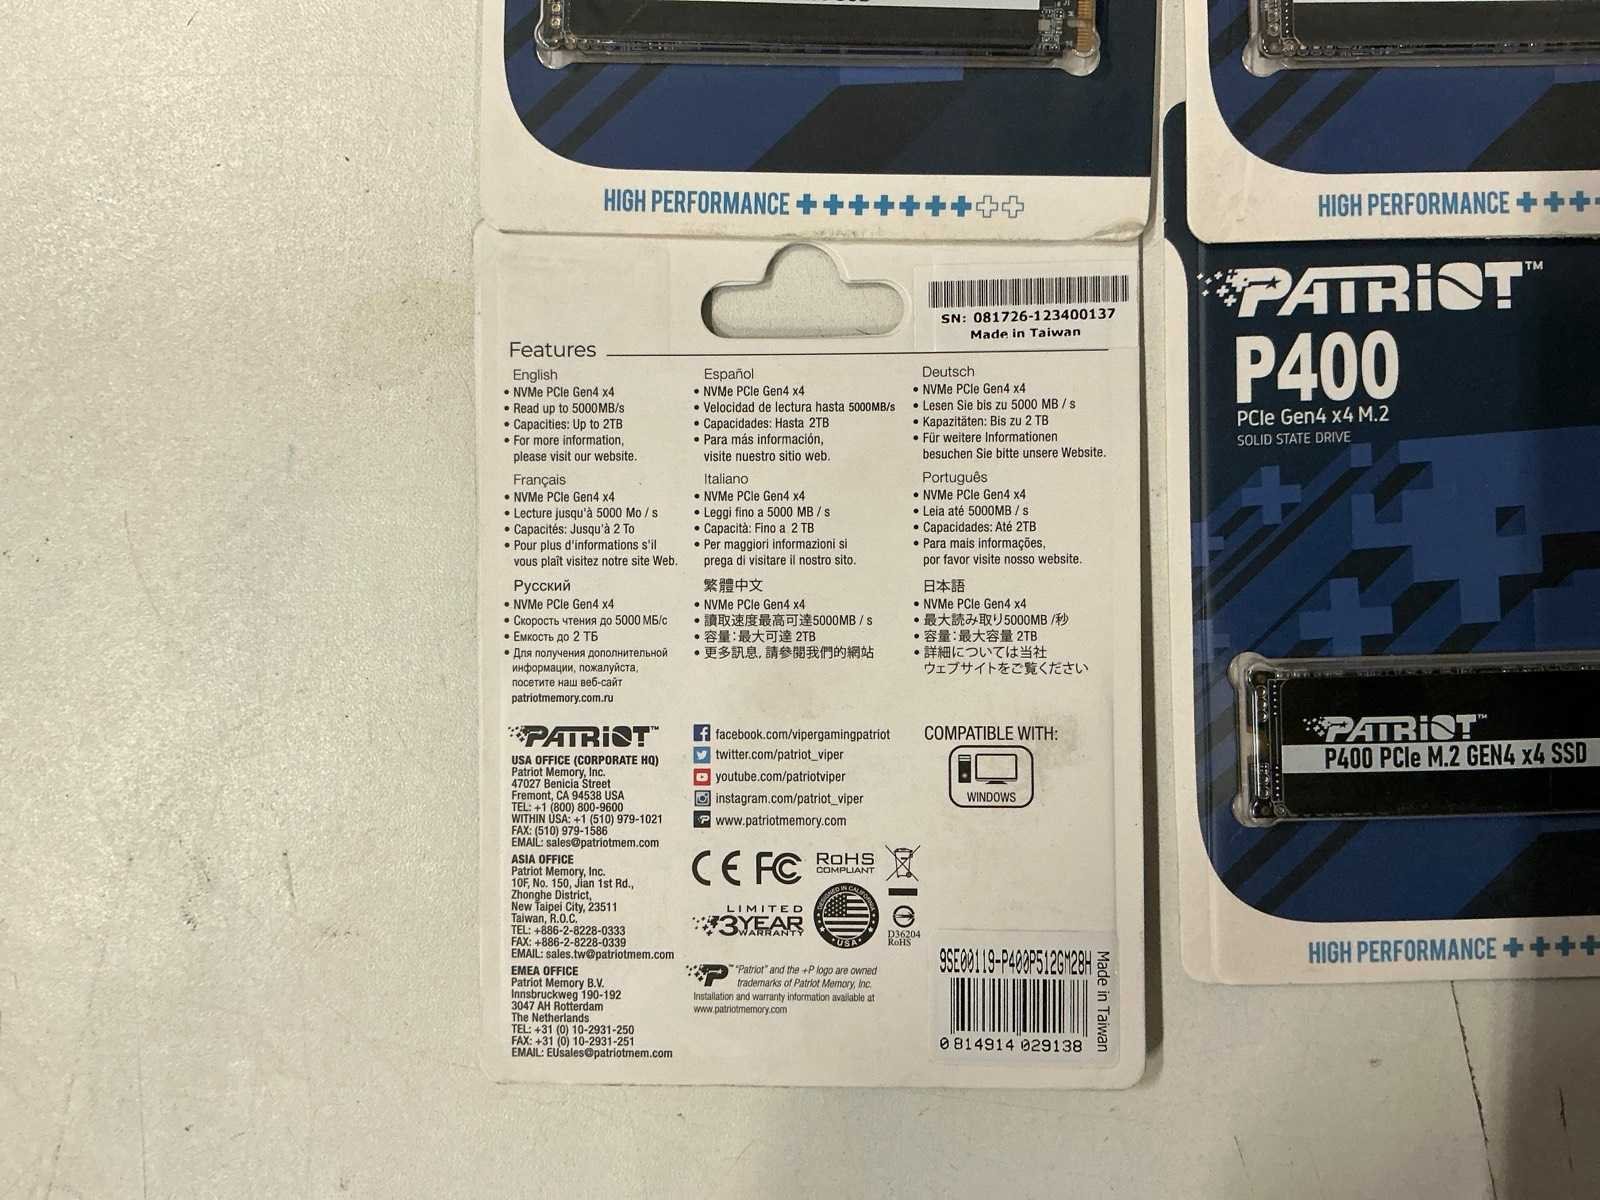 HIGH PERFORMANCE
HIGH PERFORMANCE
SN: 081726-123400137
Made in Taiwan
Features
English
• NVMe PCIe Gen4 x4
• Read up to 5000MB/s
• Capacities: Up to 2TB
• For more information,
please visit our website.
Español
• NVMe PCIe Gen4 x4
• Velocidad de lectura hasta 5000MB/s
• Capacidades: Hasta 2TB
• Para más información,
visite nuestro sitio web.
Deutsch
• NVMe PCIe Gen4 x4
• Lesen Sie bis zu 5000 MB / s
• Kapazitäten: Bis zu 2 TB
• Für weitere Informationen
besuchen Sie bitte unsere Website.
Français
• NVMe PCIe Gen4 x4
• Lecture jusqu'à 5000 Mo / s
• Capacités: Jusqu'à 2 To
• Pour plus d'informations s'il
vous plaît visitez notre site Web.
Italiano
• NVMe PCIe Gen4 x4
• Leggi fino a 5000 MB / s
• Capacità: Fino a 2 TB
• Per maggiori informazioni si
prega di visitare il nostro sito.
Português
• NVMe PCIe Gen4 x4
• Leia até 5000MB / s
• Capacidades: Até 2TB
• Para mais informações,
por favor visite nosso website.
Русский
• NVMe PCIe Gen4 x4
• Скорость чтения до 5000 МБ/с
• Емкость до 2 ТБ
• Для получения дополнительной
информации, пожалуйста,
посетите наш веб-сайт
patriotmemory.com.ru
繁體中文
• NVMe PCIe Gen4 x4
• 讀取速度最高可達5000MB / s
• 容量：最大可達 2TB
• 更多訊息, 請參閱我們的網站
日本語
• NVMe PCIe Gen4 x4
• 最大読み取り5000MB /秒
• 容量：最大容量 2TB
• 詳細については当社
ウェブサイトをご覧ください
PATRiOT™
USA OFFICE (CORPORATE HQ)
Patriot Memory, Inc.
47027 Benicia Street
Fremont, CA 94538 USA
TEL: +1 (800) 800-9600
WITHIN USA: +1 (510) 979-1021
FAX: (510) 979-1586
EMAIL: sales@patriotmem.com
ASIA OFFICE
Patriot Memory, Inc.
10F, No. 150, Jian 1st Rd.,
Zhonghe District,
New Taipei City, 23511
Taiwan, R.O.C.
TEL: +886-2-8228-0333
FAX: +886-2-8228-0339
EMAIL: sales.tw@patriotmem.com
EMEA OFFICE
Patriot Memory B.V.
Innsbruckweg 190-192
3047 AH Rotterdam
The Netherlands
TEL: +31 (0) 10-2931-250
FAX: +31 (0) 10-2931-251
EMAIL: EUsales@patriotmem.com
facebook.com/vipergamingpatriot
twitter.com/patriot_viper
youtube.com/patriotviper
instagram.com/patriot_viper
www.patriotmemory.com
COMPATIBLE WITH:
WINDOWS
CE FC RoHS
COMPLIANT
LIMITED
3YEAR
WARRANTY
DESIGNED IN CALIFORNIA
USA
D36204
RoHS
"Patriot" and the +P logo are owned
trademarks of Patriot Memory, Inc.
Installation and warranty information available at
www.patriotmemory.com
9SE00119-P400P512GM28H
0 814914 029138
Made in Taiwan
PATRiOT™
P400
PCIe Gen4 x4 M.2
SOLID STATE DRIVE
PATRiOT™
P400 PCIe M.2 GEN4 x4 SSD
HIGH PERFORMANCE